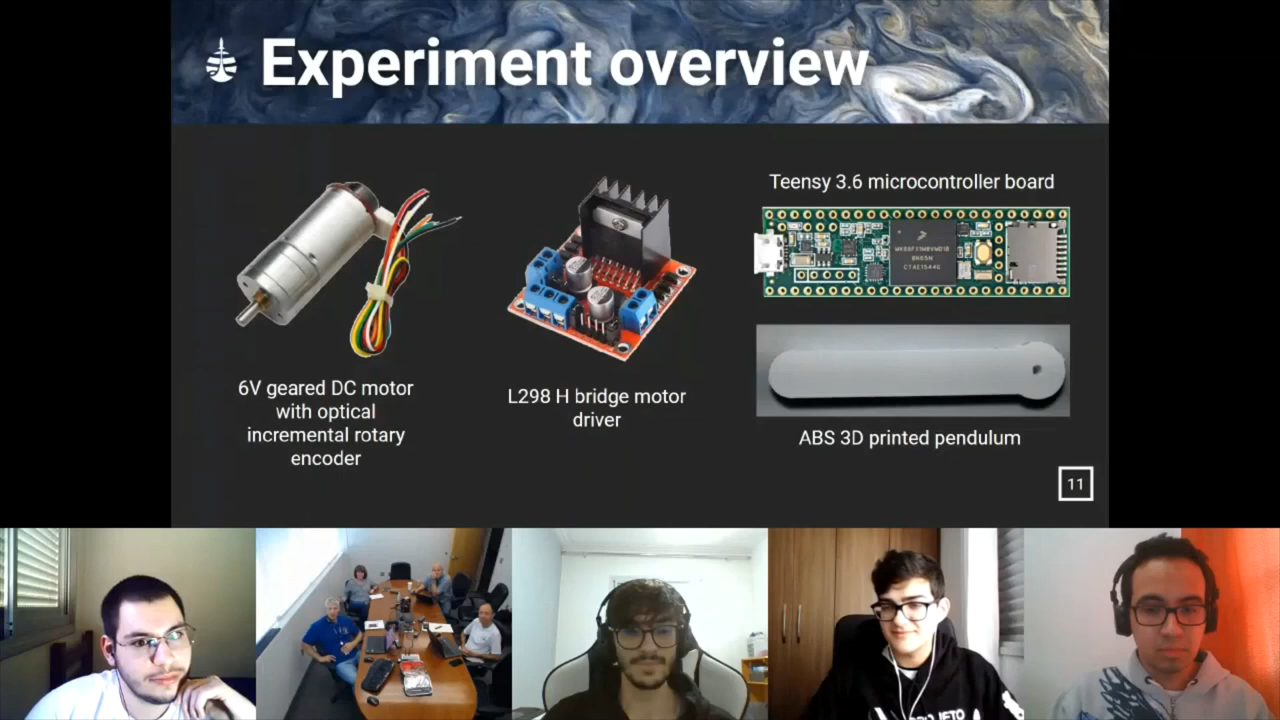 Experiment overview
Teensy 3.6 microcontroller board
6V geared DC motor
with optical
incremental rotary
encoder
L298 H bridge motor
driver
ABS 3D printed pendulum
11